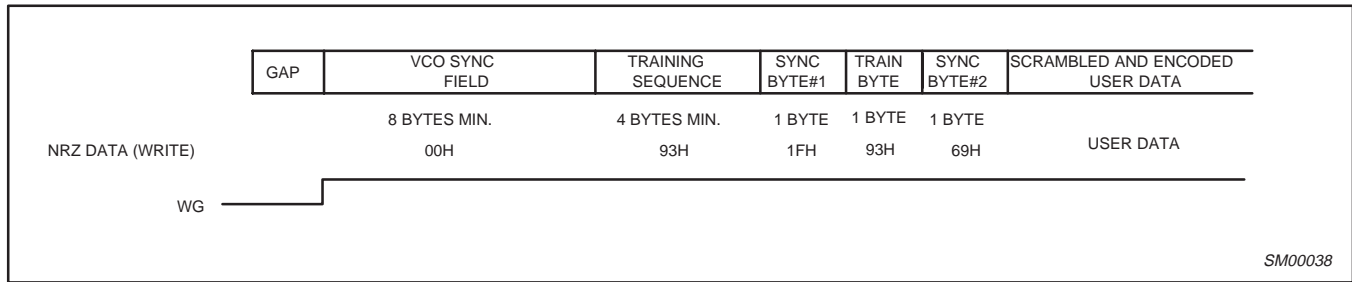 GAP
VCO SYNC
FIELD
TRAINING
SEQUENCE
SYNC
BYTE#1
TRAIN
BYTE
SYNC
BYTE#2
SCRAMBLED AND ENCODED
USER DATA
8 BYTES MIN.
4 BYTES MIN.
1 BYTE
1 BYTE
1 BYTE
NRZ DATA (WRITE)
00H
93H
1FH
93H
69H
USER DATA
WG
SM00038